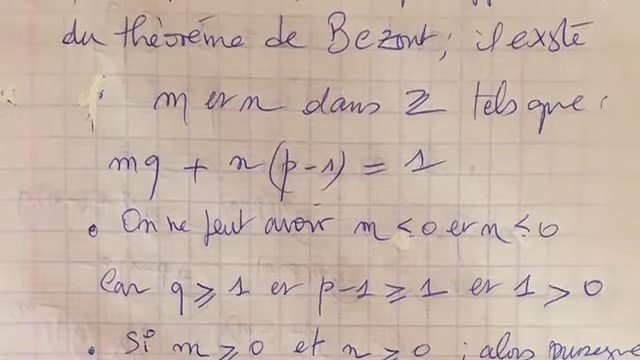 du théorème de Bezout, il existe
m et n dans Z tels que :
mq + n(p-1) = 1
• On ne peut avoir m ≤ 0 et n ≤ 0
Car q ≥ 1 et p-1 ≥ 1 et 1 > 0
• Si m ≥ 0 et n ≥ 0 ; alors puisque